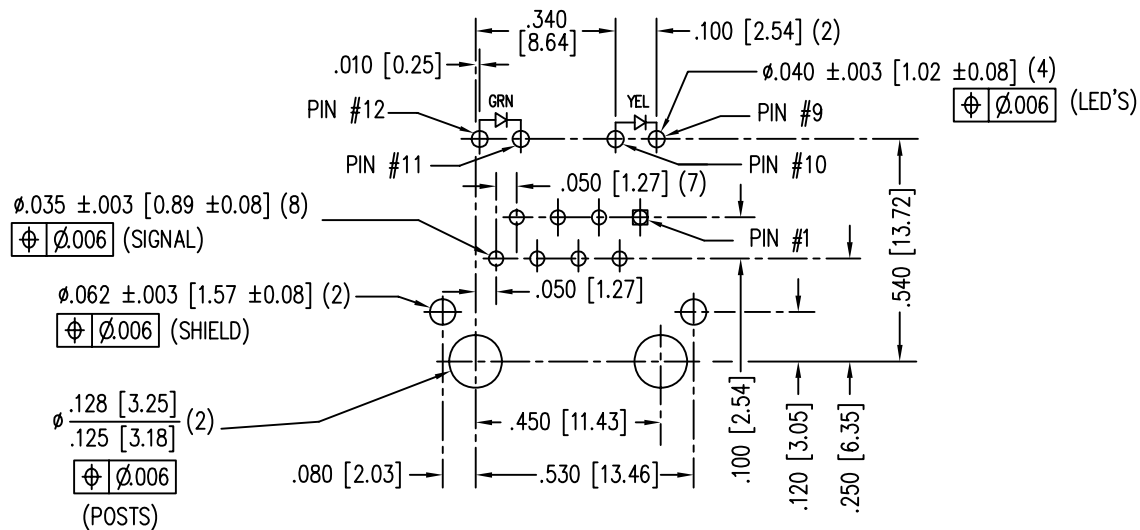 .340
[8.64]
.100 [2.54] (2)
.010 [0.25]
ø.040 ±.003 [1.02 ±0.08] (4)
⌖ Ø.006 (LED'S)
GRN
YEL
PIN #12
PIN #9
PIN #11
PIN #10
.050 [1.27] (7)
ø.035 ±.003 [0.89 ±0.08] (8)
⌖ Ø.006 (SIGNAL)
PIN #1
.540 [13.72]
.050 [1.27]
ø.062 ±.003 [1.57 ±0.08] (2)
⌖ Ø.006 (SHIELD)
ø .128 [3.25]
.125 [3.18] (2)
⌖ Ø.006
(POSTS)
.450 [11.43]
.080 [2.03]
.530 [13.46]
.100 [2.54]
.120 [3.05]
.250 [6.35]